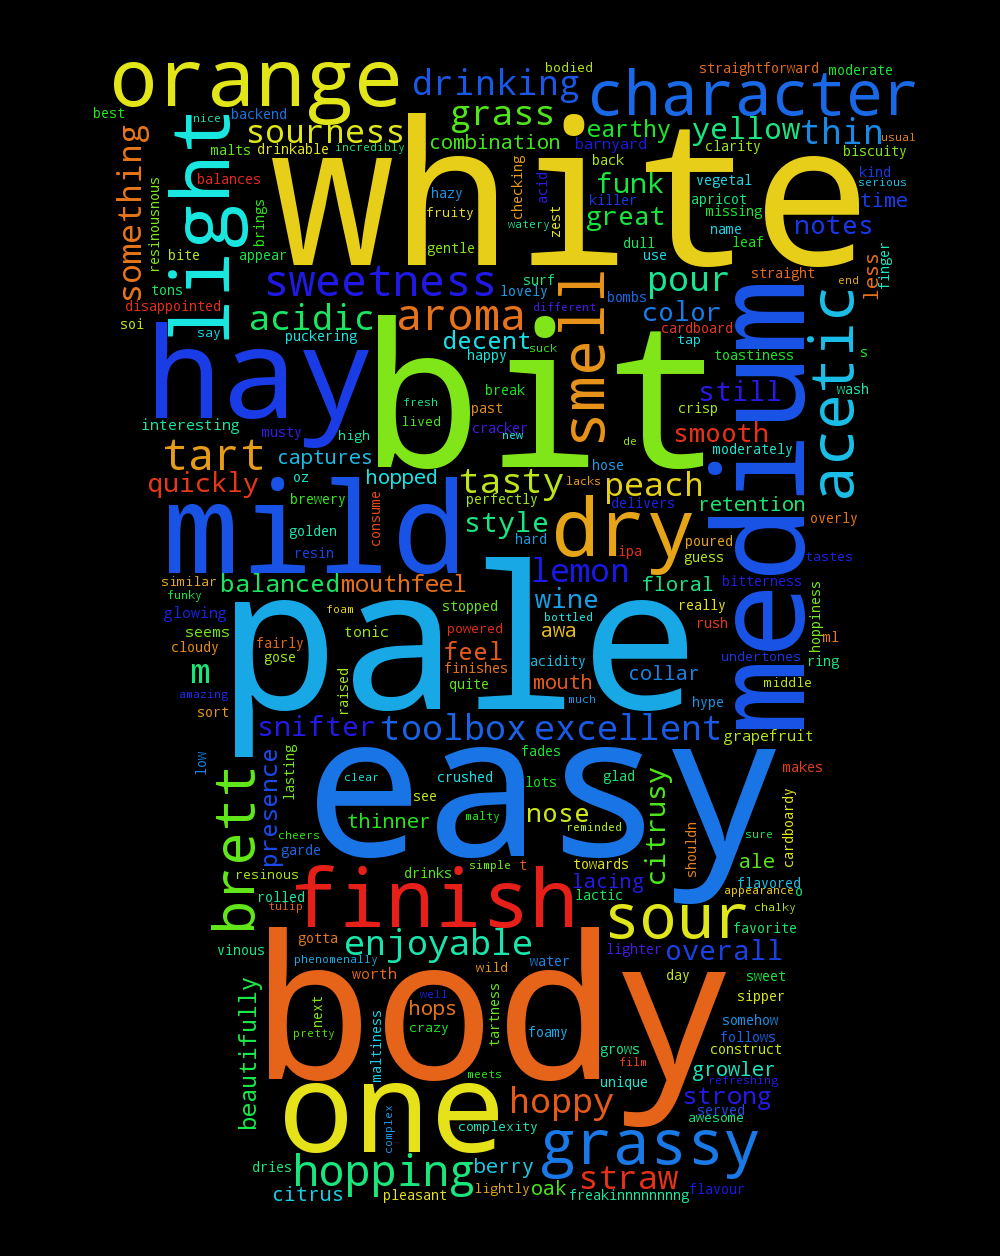 bodied
straightforward
moderate
orange
drinking
character
best
nice
backend
grass
something
light
sourness
white
combination
earthy
yellow
thin
usual
malts
drinkable
incredibly
barnyard
clarity
biscuity
back
checking
acid
balances
funk
vegetal
kind
serious
resinousnous
brings
hazy
killer
apricot
time
fruity
zest
great
missing
notes
watery
name
bite
appear
gentle
dull
use
leaf
less
finger
sweetness
smell
pour
straight
end
tons
lovely
surf
bombs
medium
acetic
disappointed
acidic
aroma
different
color
soi
say
puckering
decent
cardboard
tap
hay
bit
suck
happy
toastiness
s
break
still
wash
fresh
past
crisp
interesting
musty
lived
cracker
new
de
smooth
tart
high
captures
moderately
quickly
oz
hopped
tasty
hose
lacks
peach
mild
brewery
consume
perfectly
delivers
retention
golden
style
dry
overly
resin
hard
ipa
poured
guess
tastes
similar
balanced
mouthfeel
lemon
floral
bitterness
funky
pale
wine
hoppiness
glowing
foam
stopped
bottled
really
seems
tonic
powered
awa
rush
ml
cloudy
fairly
gose
feel
undertones
ring
m
raised
finishes
acidity
collar
amazing
quite
mouth
much
middle
sort
hype
snifter
toolbox
excellent
grapefruit
low
lasting
presence
easy
fades
brett
clear
crushed
lots
glad
citrusy
makes
see
nose
cardboardy
thinner
malty
cheers
reminded
sure
garde
simple
t
towards
shouldn
ale
resinous
drinks
lacing
flavored
rolled
finish
lactic
appearance
o
tulip
sour
chalky
favorite
vinous
gotta
enjoyable
lighter
overall
phenomenally
water
body
worth
wild
day
sweet
beautifully
next
well
hops
tartness
sipper
pretty
crazy
foamy
somehow
maltiness
follows
grows
construct
film
one
meets
unique
growler
refreshing
hoppy
strong
served
complex
complexity
awesome
grassy
dries
hopping
berry
straw
citrus
pleasant
lightly
oak
freakinnnnnnnng
flavour